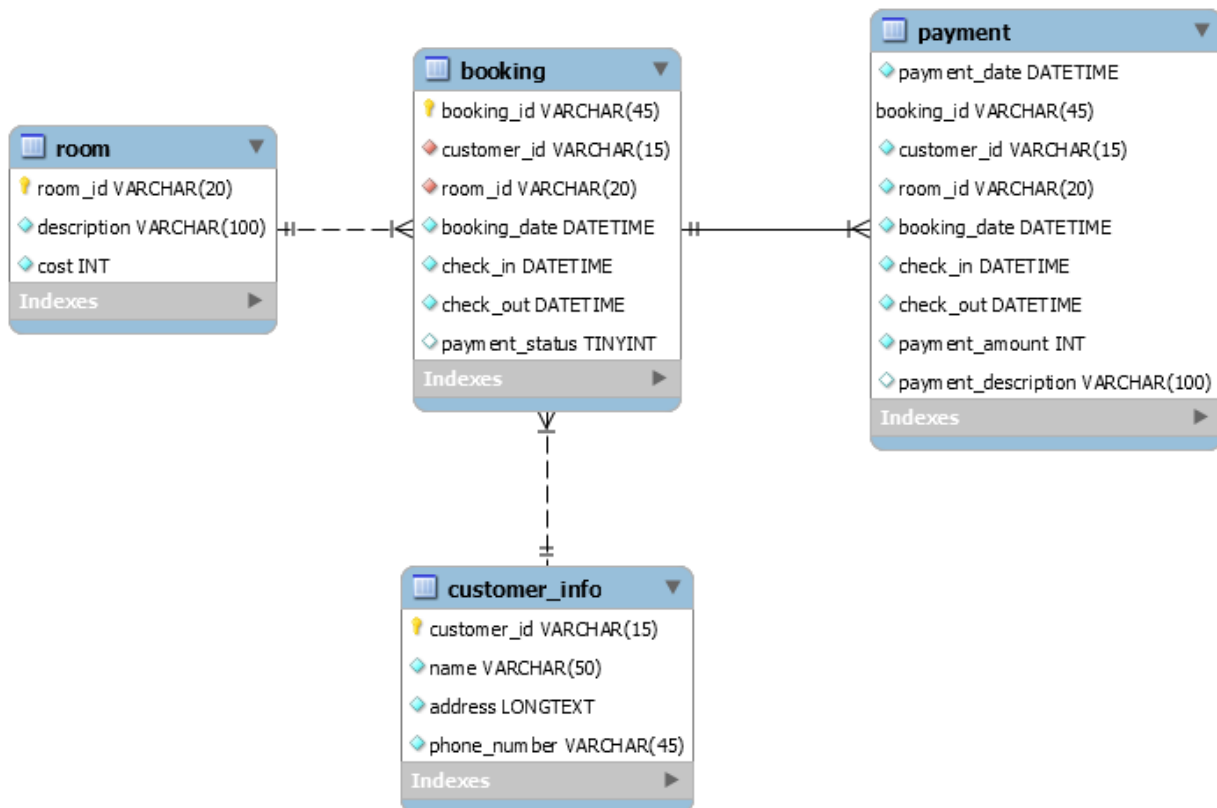 room
room_id VARCHAR(20)
description VARCHAR(100)
cost INT
Indexes
booking
booking_id VARCHAR(45)
customer_id VARCHAR(15)
room_id VARCHAR(20)
booking_date DATETIME
check_in DATETIME
check_out DATETIME
payment_status TINYINT
Indexes
payment
payment_date DATETIME
booking_id VARCHAR(45)
customer_id VARCHAR(15)
room_id VARCHAR(20)
booking_date DATETIME
check_in DATETIME
check_out DATETIME
payment_amount INT
payment_description VARCHAR(100)
Indexes
customer_info
customer_id VARCHAR(15)
name VARCHAR(50)
address LONGTEXT
phone_number VARCHAR(45)
Indexes